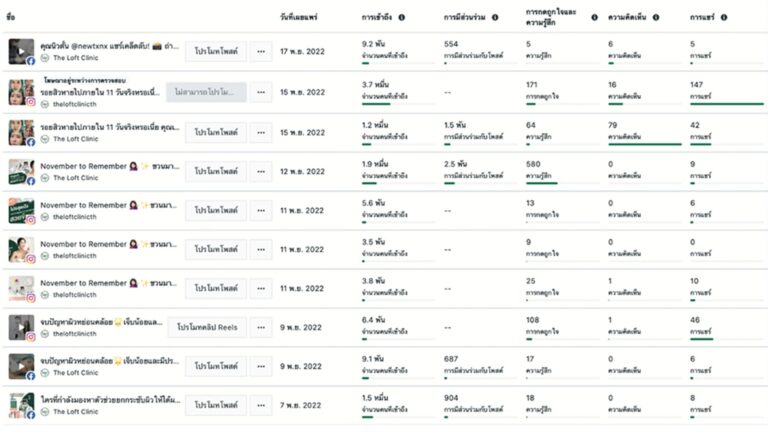 ชื่อ วันที่เผยแพร่ การเข้าถึง การมีส่วนร่วม การกดถูกใจและความรู้สึก ความคิดเห็น การแชร์
คุณนิวตั้น @newtxnx แชร์เคล็ดลับ! 📸 ถ่า... โปรโมทโพสต์ ... 17 พ.ย. 2022 9.2 พัน 554 5 6 5
The Loft Clinic จำนวนคนที่เข้าถึง การมีส่วนร่วมกับโพสต์ ความรู้สึก ความคิดเห็น การแชร์
โฆษณาอยู่ระหว่างการตรวจสอบ
รอยสิวหายไปภายใน 11 วันจริงหรอเนี่... ไม่สามารถโปรโม... ... 15 พ.ย. 2022 3.7 หมื่น -- 171 16 147
theloftclinicth จำนวนคนที่เข้าถึง การกดถูกใจ ความคิดเห็น การแชร์
รอยสิวหายไปภายใน 11 วันจริงหรอเนี่ย คุณเ... โปรโมทโพสต์ ... 15 พ.ย. 2022 1.2 หมื่น 1.5 พัน 64 79 42
The Loft Clinic จำนวนคนที่เข้าถึง การมีส่วนร่วมกับโพสต์ ความรู้สึก ความคิดเห็น การแชร์
November to Remember 💇🏻‍♀️ ✨ ชวนมา... โปรโมทโพสต์ ... 12 พ.ย. 2022 1.9 หมื่น 2.5 พัน 580 0 9
The Loft Clinic จำนวนคนที่เข้าถึง การมีส่วนร่วมกับโพสต์ ความรู้สึก ความคิดเห็น การแชร์
November to Remember 💇🏻‍♀️ ✨ ชวนมา... โปรโมทโพสต์ ... 11 พ.ย. 2022 5.6 พัน -- 13 0 6
theloftclinicth จำนวนคนที่เข้าถึง การกดถูกใจ ความคิดเห็น การแชร์
November to Remember 💇🏻‍♀️ ✨ ชวนมา... โปรโมทโพสต์ ... 11 พ.ย. 2022 3.5 พัน -- 9 0 0
theloftclinicth จำนวนคนที่เข้าถึง การกดถูกใจ ความคิดเห็น การแชร์
November to Remember 💇🏻‍♀️ ✨ ชวนมา... โปรโมทโพสต์ ... 11 พ.ย. 2022 3.8 พัน -- 25 1 10
theloftclinicth จำนวนคนที่เข้าถึง การกดถูกใจ ความคิดเห็น การแชร์
จบปัญหาผิวหย่อนคล้อย🌟เจ็บน้อยแล... โปรโมทคลิป Reels ... 9 พ.ย. 2022 6.4 พัน -- 108 1 46
theloftclinicth จำนวนคนที่เข้าถึง การกดถูกใจ ความคิดเห็น การแชร์
จบปัญหาผิวหย่อนคล้อย🌟เจ็บน้อยและมีปร... โปรโมทโพสต์ ... 9 พ.ย. 2022 9.1 พัน 687 17 0 6
The Loft Clinic จำนวนคนที่เข้าถึง การมีส่วนร่วมกับโพสต์ ความรู้สึก ความคิดเห็น การแชร์
ใครที่กำลังมองหาตัวช่วยยกกระชับผิวให้ได้ผ... โปรโมทโพสต์ ... 7 พ.ย. 2022 1.5 หมื่น 904 18 0 8
The Loft Clinic จำนวนคนที่เข้าถึง การมีส่วนร่วมกับโพสต์ ความรู้สึก ความคิดเห็น การแชร์